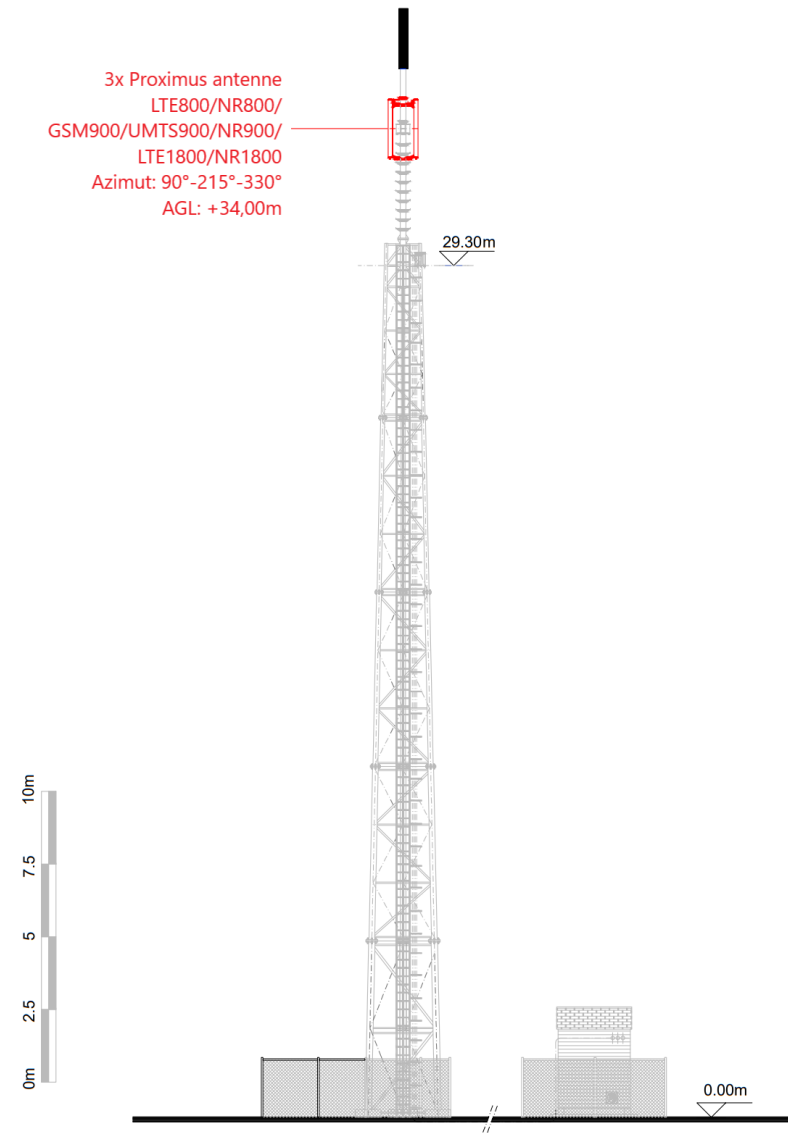 3x Proximus antenne
LTE800/NR800/
GSM900/UMTS900/NR900/
LTE1800/NR1800
Azimut: 90°-215°-330°
AGL: +34,00m
29.30m
10m
7.5
5
2.5
0m
0.00m